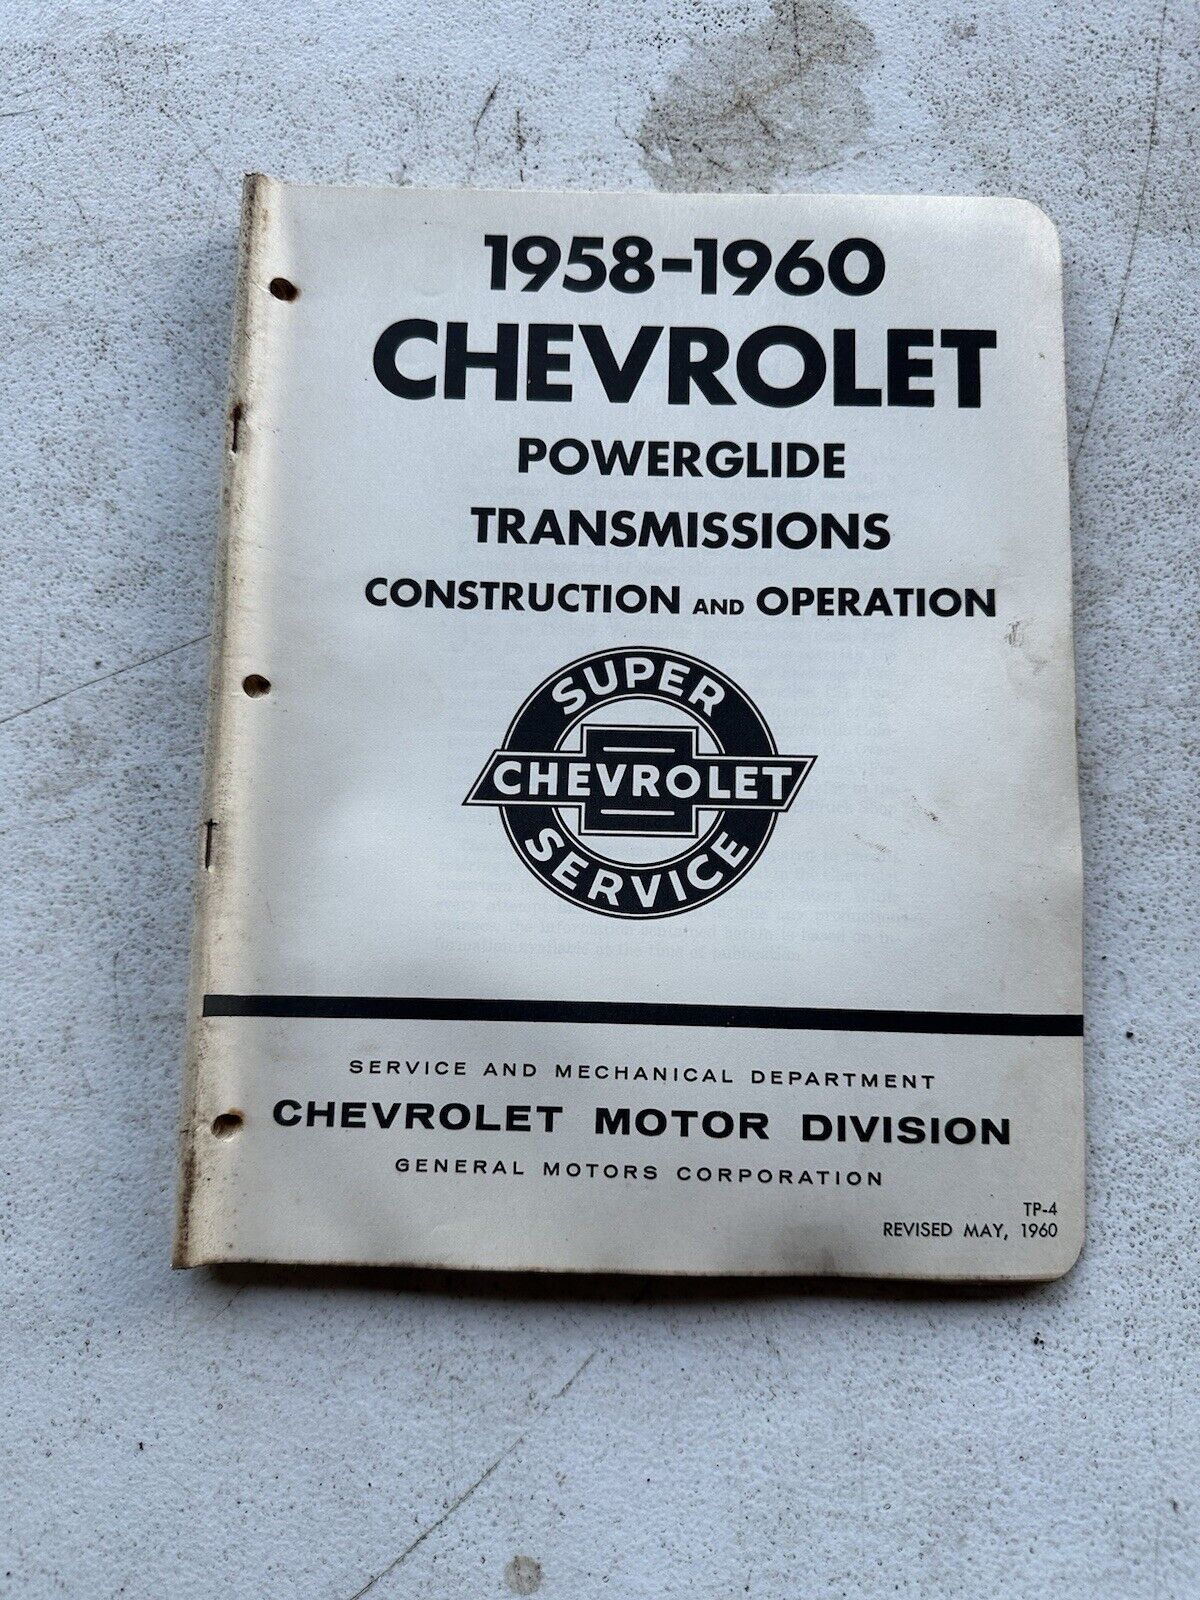 1958-1960
CHEVROLET
POWERGLIDE
TRANSMISSIONS
CONSTRUCTION AND OPERATION
SUPER
CHEVROLET
SERVICE
SERVICE AND MECHANICAL DEPARTMENT
CHEVROLET MOTOR DIVISION
GENERAL MOTORS CORPORATION
TP-4
REVISED MAY, 1960